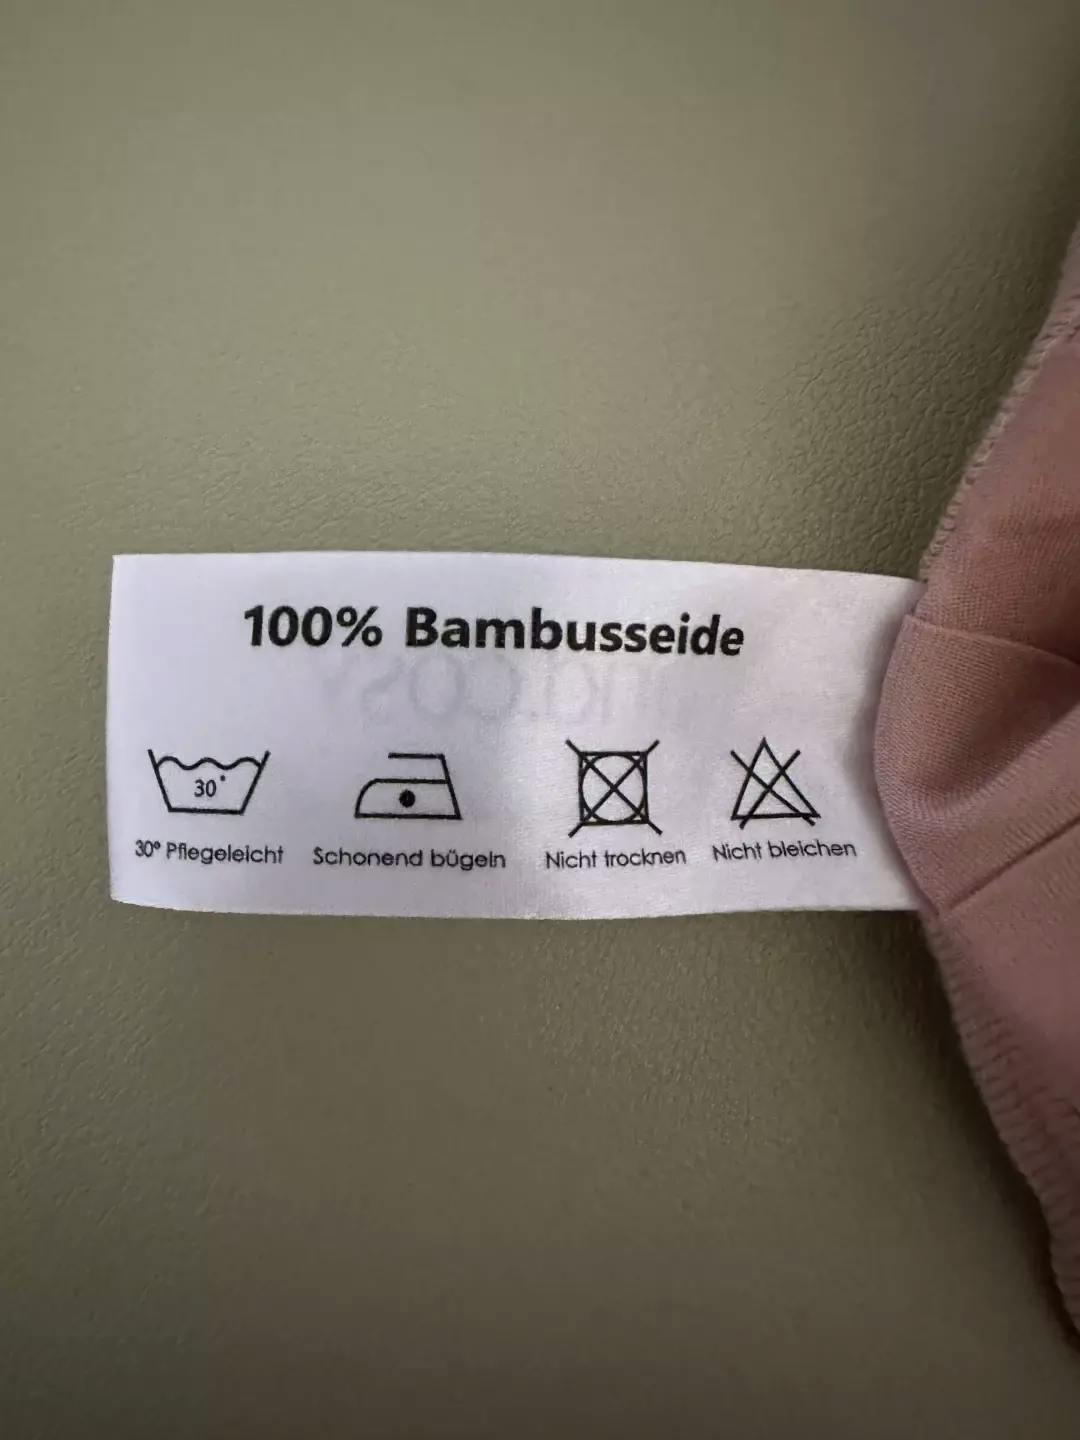 100% Bambusseide
30°
30° Pflegeleicht
Schonend bügeln
Nicht trocknen
Nicht bleichen